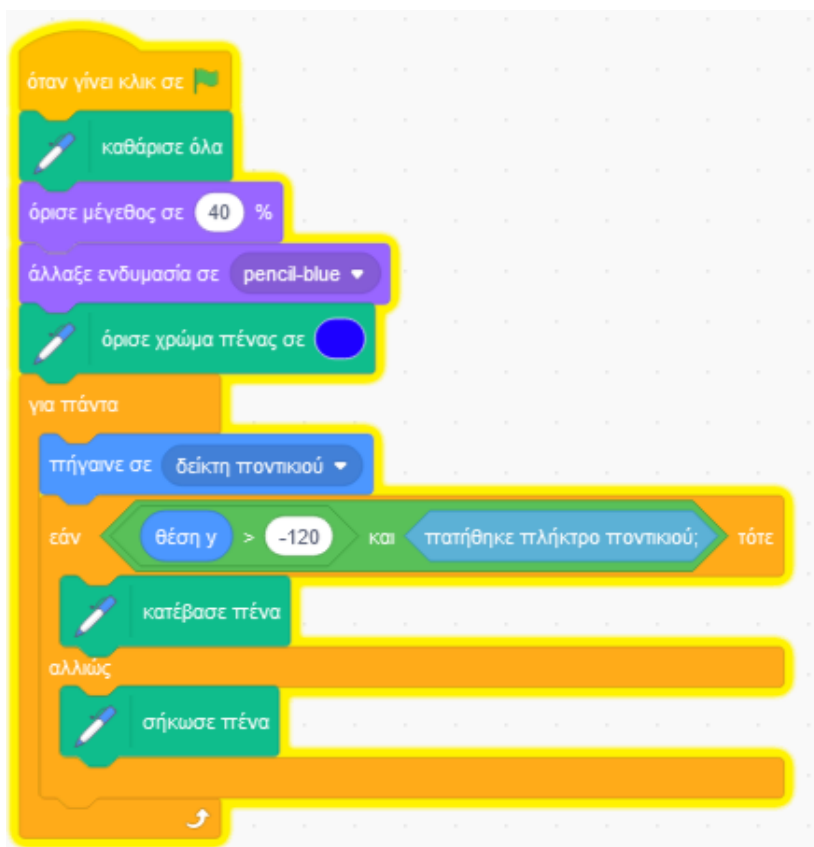 όταν γίνει κλικ σε
καθάρισε όλα
όρισε μέγεθος σε 40 %
άλλαξε ενδυμασία σε pencil-blue
όρισε χρώμα πένας σε
για πάντα
πήγαινε σε δείκτη ποντικιού
εάν θέση y > -120 και πατήθηκε πλήκτρο ποντικιού; τότε
κατέβασε πένα
αλλιώς
σήκωσε πένα